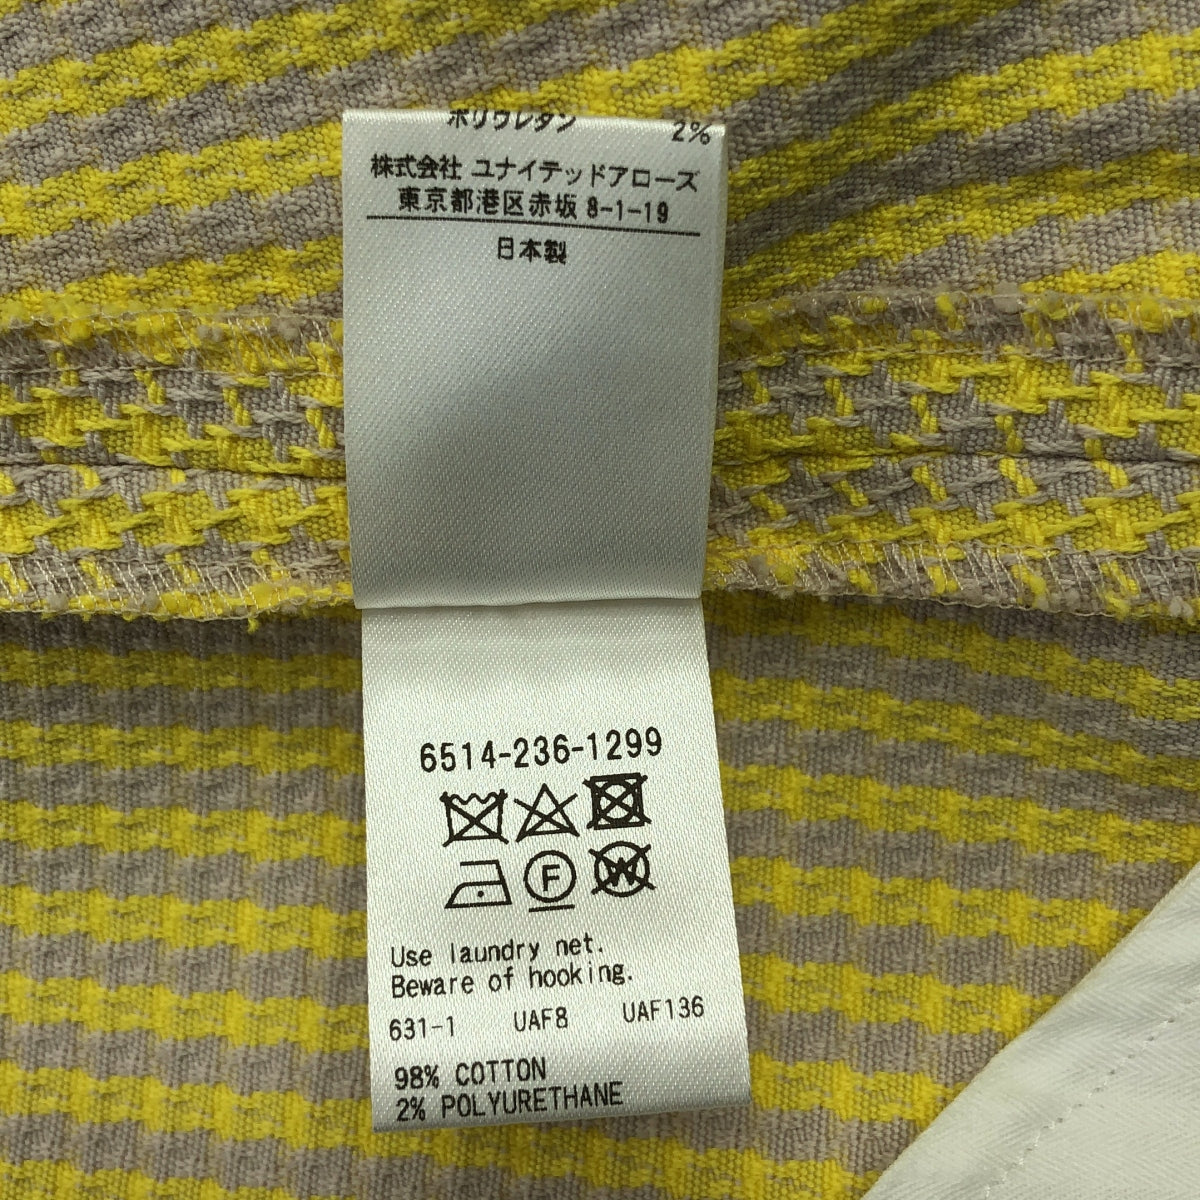 ポリウレタン 2%
株式会社 ユナイテッドアローズ
東京都港区赤坂 8-1-19
日本製
6514-236-1299
F W
Use laundry net.
Beware of hooking.
631-1 UAF8 UAF136
98% COTTON
2% POLYURETHANE